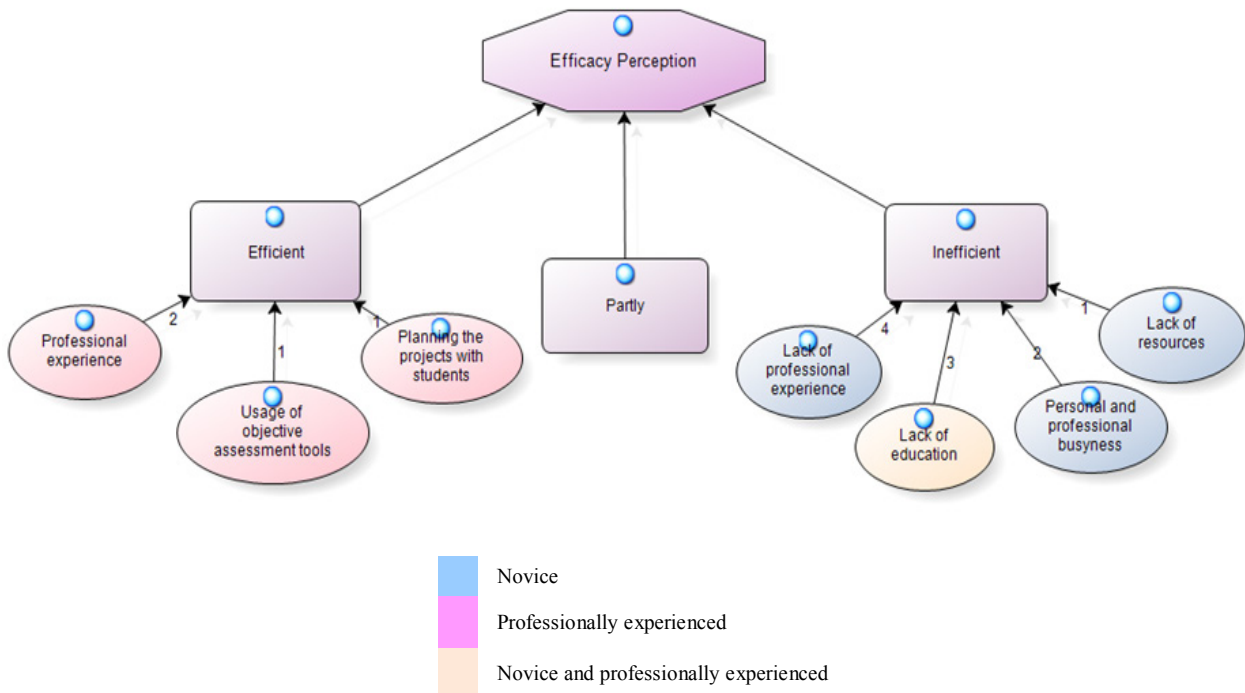 Efficacy Perception
Efficient
Partly
Inefficient
2
1
1
4
3
2
1
Professional
experience
Usage of
objective
assessment tools
Planning the
projects with
students
Lack of
professional
experience
Lack of
education
Personal and
professional
busyness
Lack of
resources
Novice
Professionally experienced
Novice and professionally experienced